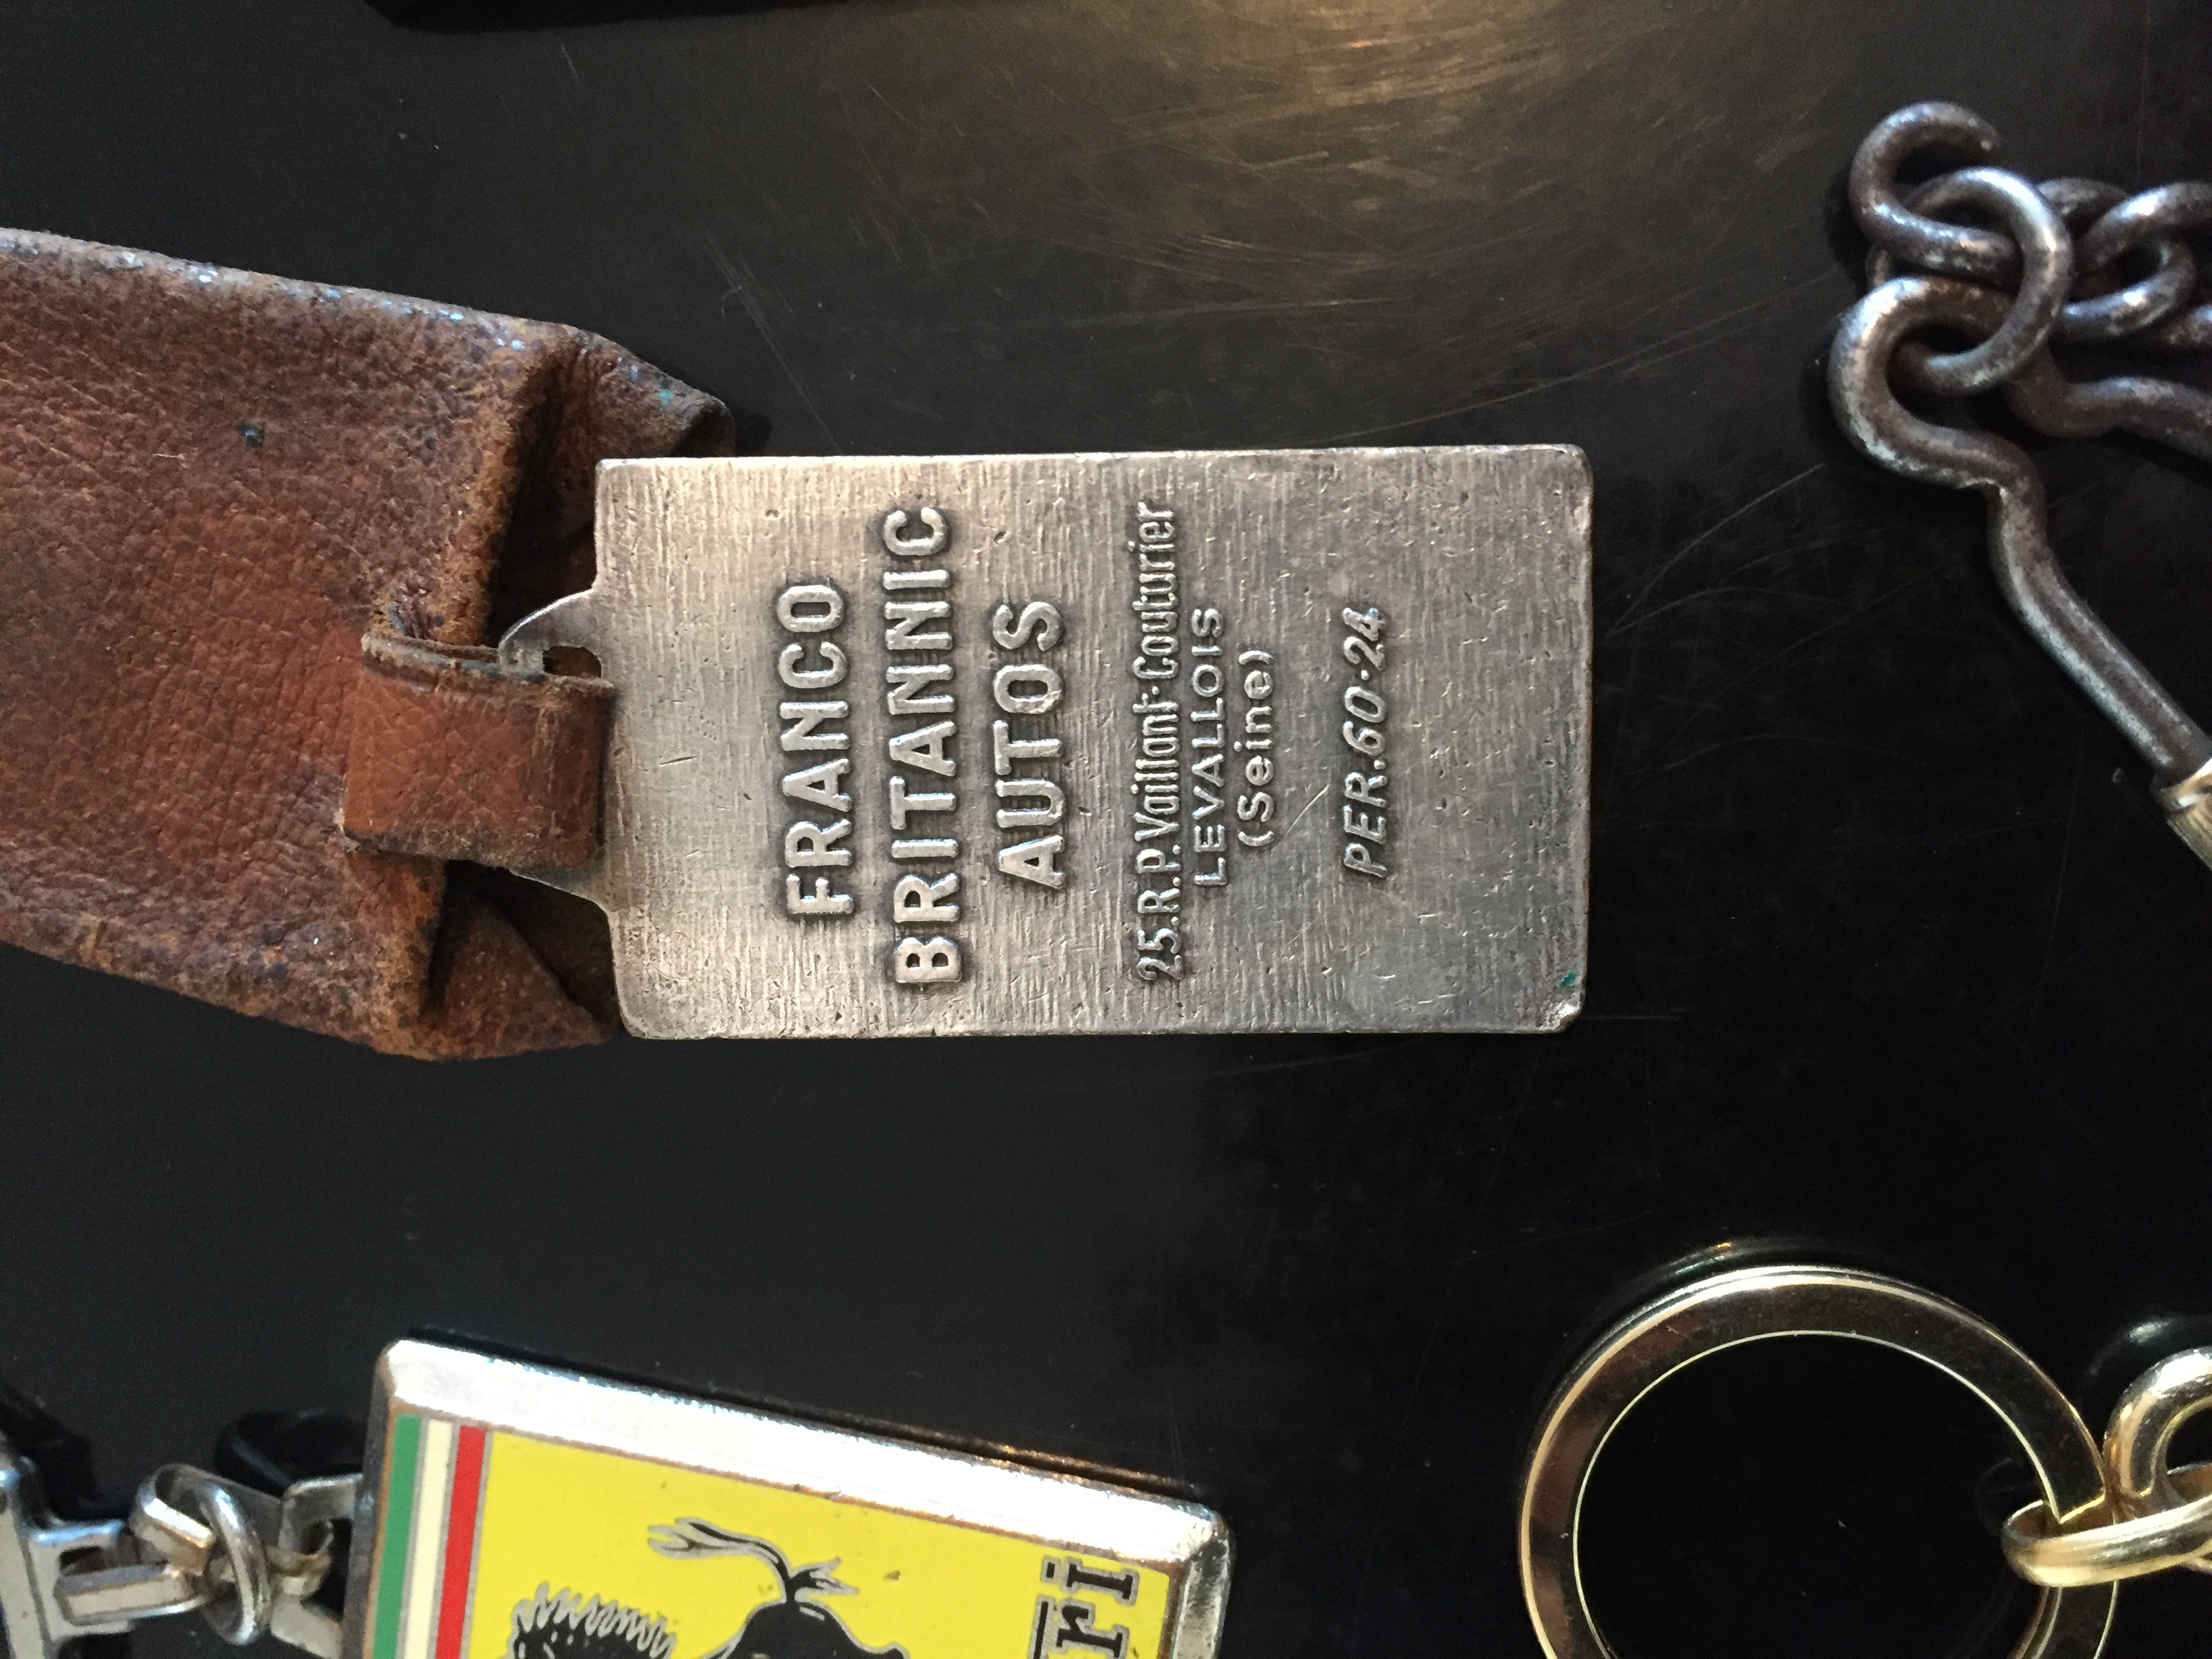 FRANCO
BRITANNIC
AUTOS
25.R.P.Vaillant-Couturier
LEVALLOIS
(Seine)
PER.60-24